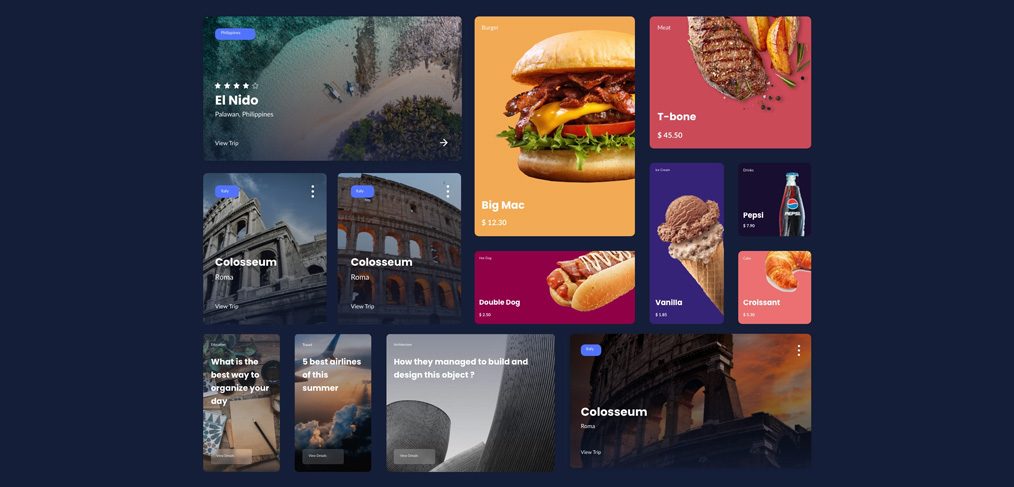 Philippines
El Nido
Palawan, Philippines
View Trip
Burger
Big Mac
$ 12.30
Meat
T-bone
$ 45.50
Italy
Colosseum
Roma
View Trip
Italy
Colosseum
Roma
View Trip
Hot Dog
Double Dog
$ 2.50
Ice Cream
Vanilla
$ 1.85
Drinks
Pepsi
$ 7.90
PEPSI
Cake
Croissant
$ 5.30
Education
What is the
best way to
organize your
day
View Details
Travel
5 best airlines
of this
summer
View Details
Architecture
How they managed to build and
design this object ?
View Details
Italy
Colosseum
Roma
View Trip